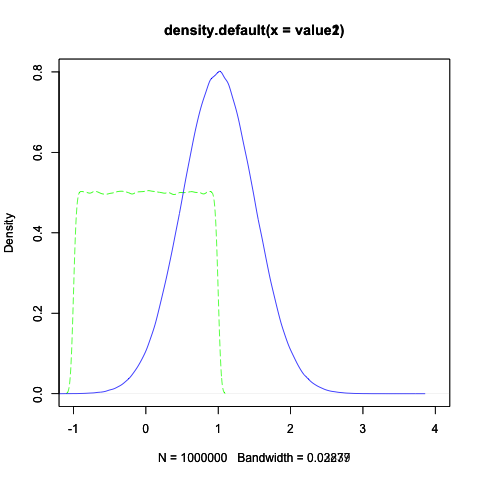 density.default(x = value)
0.8
0.6
0.4
0.2
0.0
Density
-1 0 1 2 3 4
N = 1000000 Bandwidth =